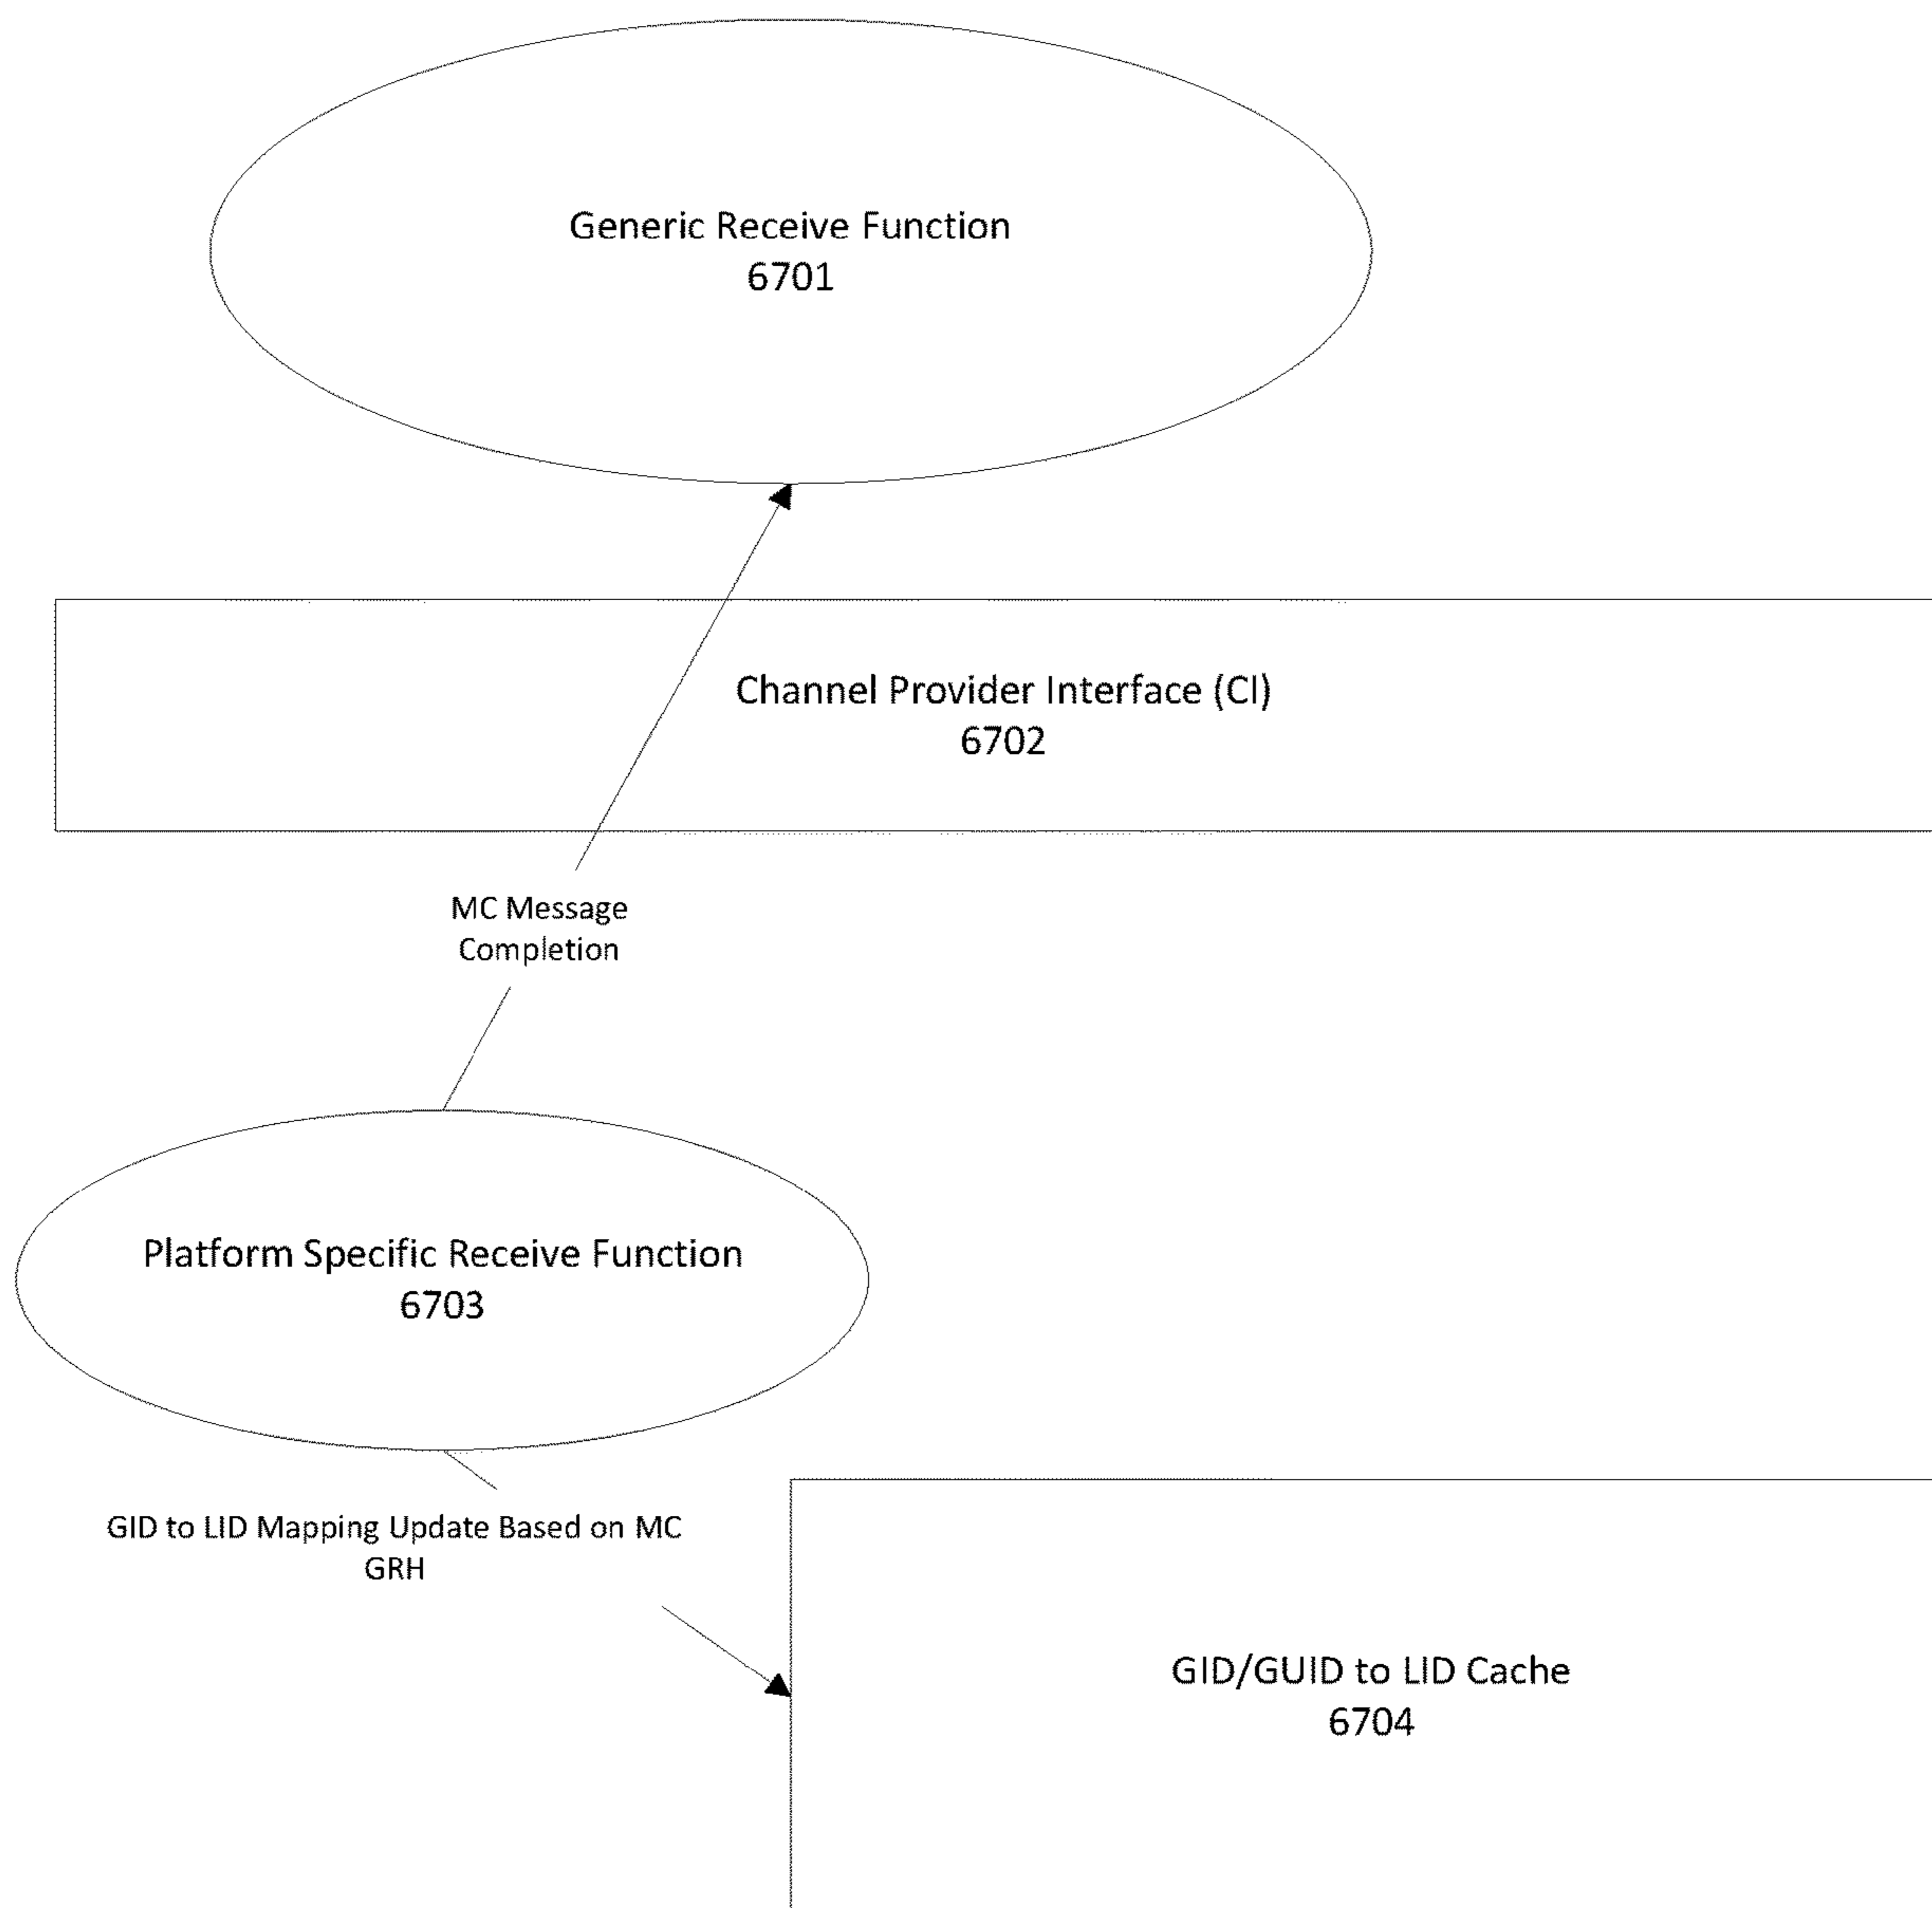 Generic Receive Function
6701
Channel Provider Interface (CI)
6702
MC Message
Completion
Platform Specific Receive Function
6703
GID to LID Mapping Update Based on MC
GRH
GID/GUID to LID Cache
6704